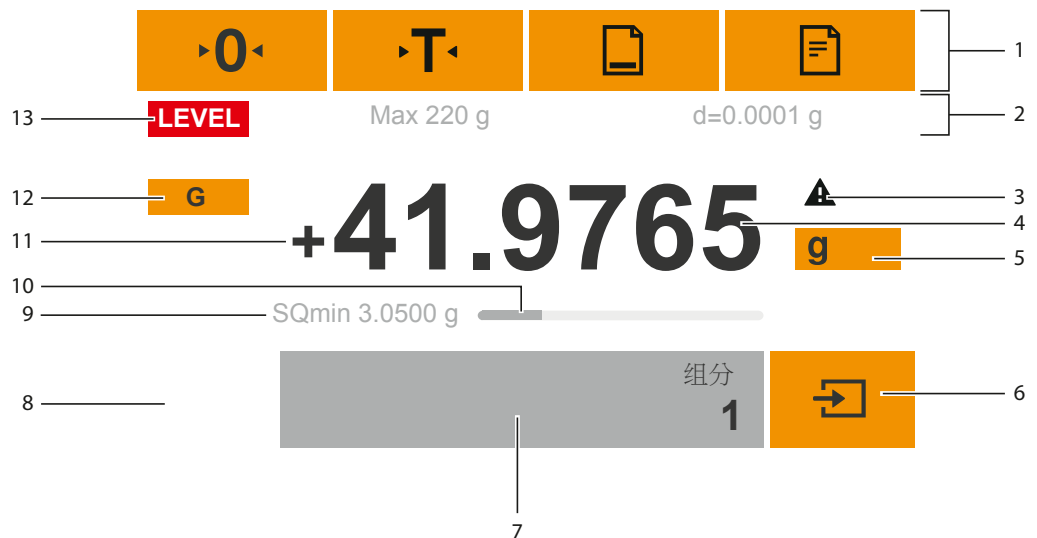 0 T
1
LEVEL Max 220 g d=0.0001 g
13 2
12 G 3
+41.9765
4
11 g 5
10
9 SQmin 3.0500 g
组分
8 1 6
7